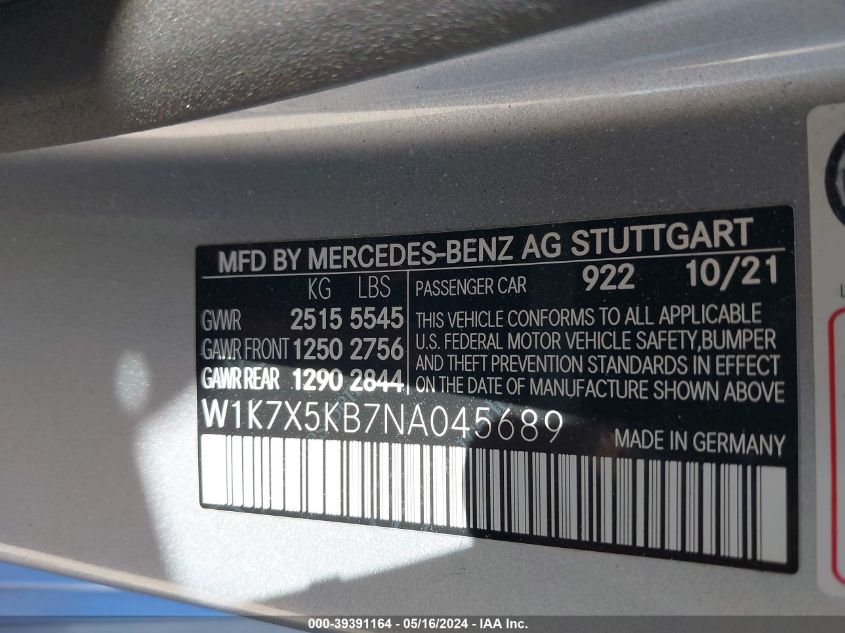 MFD BY MERCEDES-BENZ AG STUTTGART
KG LBS
GVWR 2515 5545
GAWR FRONT 1250 2756
GAWR REAR 1290 2844
PASSENGER CAR 922 10/21
THIS VEHICLE CONFORMS TO ALL APPLICABLE
U.S. FEDERAL MOTOR VEHICLE SAFETY,BUMPER
AND THEFT PREVENTION STANDARDS IN EFFECT
ON THE DATE OF MANUFACTURE SHOWN ABOVE
W1K7X5KB7NA045689
MADE IN GERMANY
000-39391164 - 05/16/2024 - IAA Inc.